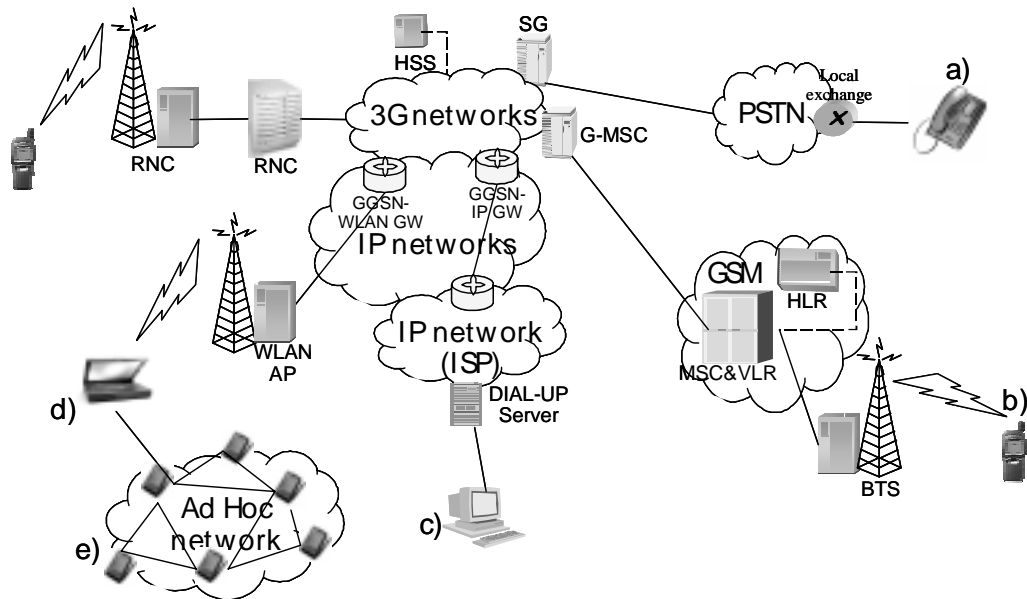 SG
HSS
a)
Local
exchange
PSTN
x
3G networks
G-MSC
RNC
RNC
GGSN-
WLAN GW
GGSN-
IP GW
IP networks
GSM
HLR
IP network
(ISP)
WLAN
AP
MSC&VLR
DIAL-UP
Server
b)
d)
BTS
Ad Hoc
network
c)
e)